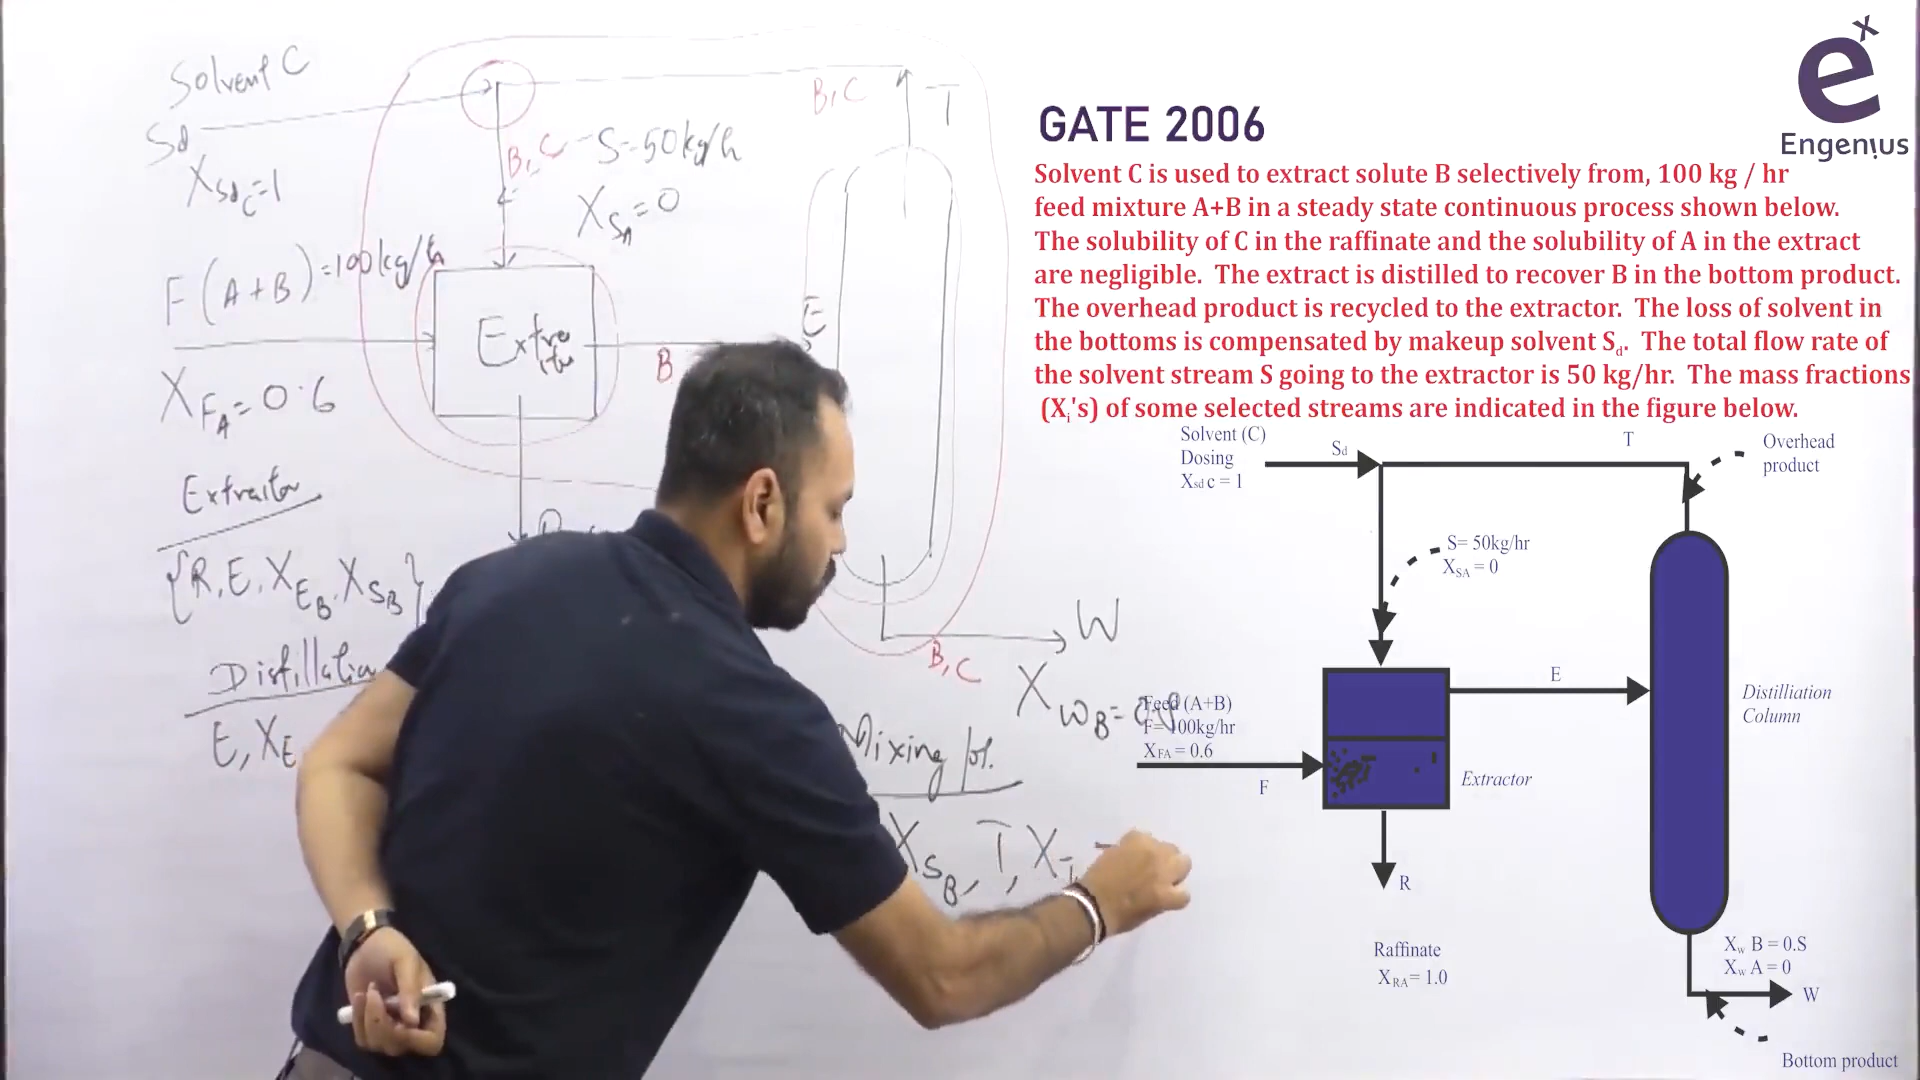 Solvent C
Sd
XSdC=1
B, C
S=50kg/h
XSA=0
B, C
T
F(A+B)=100kg/h
XFA=0.6
Extra
ctor
B
E
Extractor
{R, E, XEB, XSB}
Distillation
E, XE
W
B, C
XWB=0.8
Mixing pt.
XSB, T, XT
ex
Engenius
GATE 2006
Solvent C is used to extract solute B selectively from, 100 kg / hr
feed mixture A+B in a steady state continuous process shown below.
The solubility of C in the raffinate and the solubility of A in the extract
are negligible. The extract is distilled to recover B in the bottom product.
The overhead product is recycled to the extractor. The loss of solvent in
the bottoms is compensated by makeup solvent Sd. The total flow rate of
the solvent stream S going to the extractor is 50 kg/hr. The mass fractions
(Xi's) of some selected streams are indicated in the figure below.
Solvent (C)
Dosing
Xsd c = 1
Sd
T
Overhead
product
S= 50kg/hr
XSA = 0
E
Distilliation
Column
Feed (A+B)
F= 100kg/hr
XFA = 0.6
F
Extractor
R
Raffinate
XRA= 1.0
Xw B = 0.S
Xw A = 0
W
Bottom product